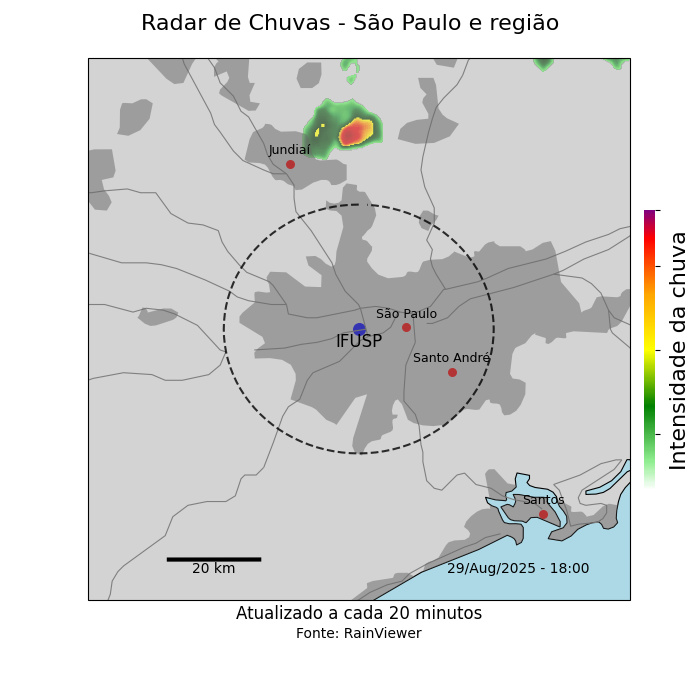 Radar de Chuvas - São Paulo e região
Jundiaí
São Paulo
IFUSP
Santo André
Intensidade da chuva
Santos
20 km
29/Aug/2025 - 18:00
Atualizado a cada 20 minutos
Fonte: RainViewer